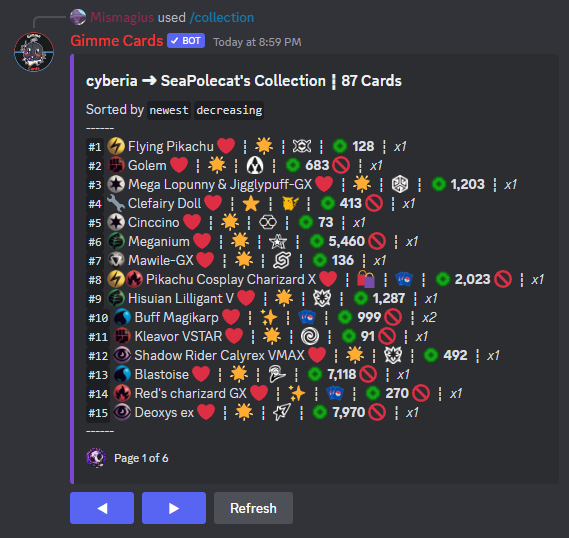 Mismagius used /collection
Gimme Cards ✓ BOT Today at 8:59 PM
cyberia ➜ SeaPolecat's Collection ┇ 87 Cards
Sorted by newest decreasing
------
#1 Flying Pikachu ❤️ ┇ ┇ ┇ 128 ┇ x1
#2 Golem ❤️ ┇ ┇ ┇ 683 🚫 ┇ x1
#3 Mega Lopunny & Jigglypuff-GX ❤️ ┇ ┇ ┇ 1,203 ┇ x1
#4 Clefairy Doll ❤️ ┇ ┇ ┇ 413 🚫 ┇ x1
#5 Cinccino ❤️ ┇ ┇ ┇ 73 ┇ x1
#6 Meganium ❤️ ┇ ┇ ┇ 5,460 🚫 ┇ x1
#7 Mawile-GX ❤️ ┇ ┇ ┇ 136 ┇ x1
#8 Pikachu Cosplay Charizard X ❤️ ┇ ┇ ┇ 2,023 🚫 ┇ x1
#9 Hisuian Lilligant V ❤️ ┇ ┇ ┇ 1,287 ┇ x1
#10 Buff Magikarp ❤️ ┇ ┇ ┇ 999 🚫 ┇ x2
#11 Kleavor VSTAR ❤️ ┇ ┇ ┇ 91 🚫 ┇ x1
#12 Shadow Rider Calyrex VMAX ❤️ ┇ ┇ ┇ 492 ┇ x1
#13 Blastoise ❤️ ┇ ┇ ┇ 7,118 🚫 ┇ x1
#14 Red's charizard GX ❤️ ┇ ┇ ┇ 270 🚫 ┇ x1
#15 Deoxys ex ❤️ ┇ ┇ ┇ 7,970 🚫 ┇ x1
------
Page 1 of 6
Refresh